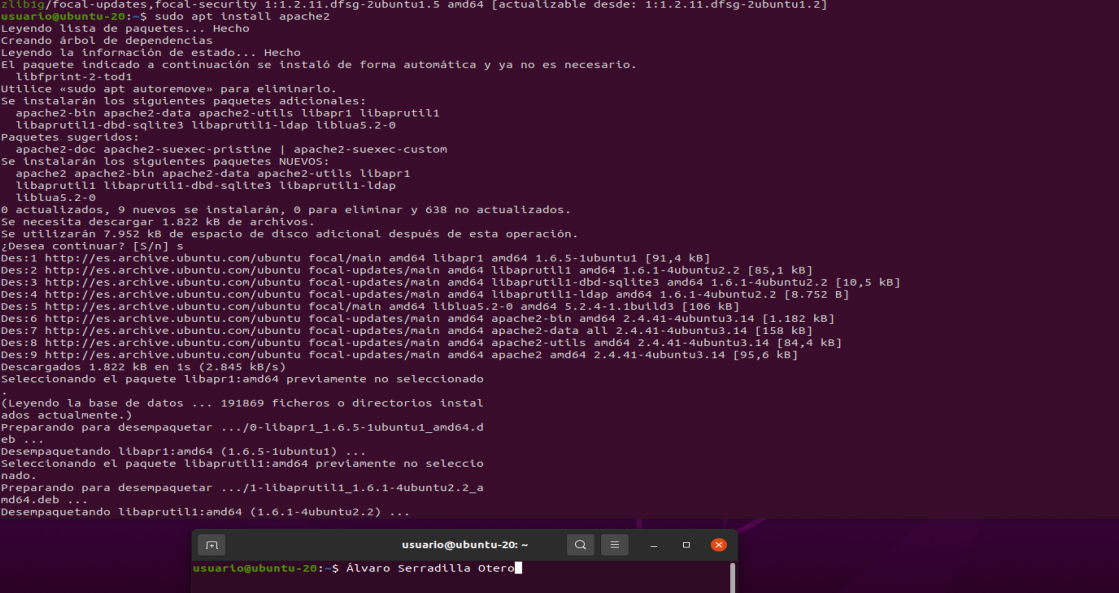 zlib1g/focal-updates,focal-security 1:1.2.11.dfsg-2ubuntu1.5 amd64 [actualizable desde: 1:1.2.11.dfsg-2ubuntu1.2]
usuario@ubuntu-20:~$ sudo apt install apache2
Leyendo lista de paquetes... Hecho
Creando árbol de dependencias
Leyendo la información de estado... Hecho
El paquete indicado a continuación se instaló de forma automática y ya no es necesario.
  libfprint-2-tod1
Utilice «sudo apt autoremove» para eliminarlo.
Se instalarán los siguientes paquetes adicionales:
  apache2-bin apache2-data apache2-utils libapr1 libaprutil1
  libaprutil1-dbd-sqlite3 libaprutil1-ldap liblua5.2-0
Paquetes sugeridos:
  apache2-doc apache2-suexec-pristine | apache2-suexec-custom
Se instalarán los siguientes paquetes NUEVOS:
  apache2 apache2-bin apache2-data apache2-utils libapr1
  libaprutil1 libaprutil1-dbd-sqlite3 libaprutil1-ldap
  liblua5.2-0
0 actualizados, 9 nuevos se instalarán, 0 para eliminar y 638 no actualizados.
Se necesita descargar 1.822 kB de archivos.
Se utilizarán 7.952 kB de espacio de disco adicional después de esta operación.
¿Desea continuar? [S/n] s
Des:1 http://es.archive.ubuntu.com/ubuntu focal/main amd64 libapr1 amd64 1.6.5-1ubuntu1 [91,4 kB]
Des:2 http://es.archive.ubuntu.com/ubuntu focal-updates/main amd64 libaprutil1 amd64 1.6.1-4ubuntu2.2 [85,1 kB]
Des:3 http://es.archive.ubuntu.com/ubuntu focal-updates/main amd64 libaprutil1-dbd-sqlite3 amd64 1.6.1-4ubuntu2.2 [10,5 kB]
Des:4 http://es.archive.ubuntu.com/ubuntu focal-updates/main amd64 libaprutil1-ldap amd64 1.6.1-4ubuntu2.2 [8.752 B]
Des:5 http://es.archive.ubuntu.com/ubuntu focal/main amd64 liblua5.2-0 amd64 5.2.4-1.1build3 [106 kB]
Des:6 http://es.archive.ubuntu.com/ubuntu focal-updates/main amd64 apache2-bin amd64 2.4.41-4ubuntu3.14 [1.182 kB]
Des:7 http://es.archive.ubuntu.com/ubuntu focal-updates/main amd64 apache2-data all 2.4.41-4ubuntu3.14 [158 kB]
Des:8 http://es.archive.ubuntu.com/ubuntu focal-updates/main amd64 apache2-utils amd64 2.4.41-4ubuntu3.14 [84,4 kB]
Des:9 http://es.archive.ubuntu.com/ubuntu focal-updates/main amd64 apache2 amd64 2.4.41-4ubuntu3.14 [95,6 kB]
Descargados 1.822 kB en 1s (2.845 kB/s)
Seleccionando el paquete libapr1:amd64 previamente no seleccionado
.
(Leyendo la base de datos ... 191869 ficheros o directorios instal
ados actualmente.)
Preparando para desempaquetar .../0-libapr1_1.6.5-1ubuntu1_amd64.d
eb ...
Desempaquetando libapr1:amd64 (1.6.5-1ubuntu1) ...
Seleccionando el paquete libaprutil1:amd64 previamente no seleccio
nado.
Preparando para desempaquetar .../1-libaprutil1_1.6.1-4ubuntu2.2_a
md64.deb ...
Desempaquetando libaprutil1:amd64 (1.6.1-4ubuntu2.2) ...
usuario@ubuntu-20: ~
usuario@ubuntu-20:~$ Álvaro Serradilla Otero